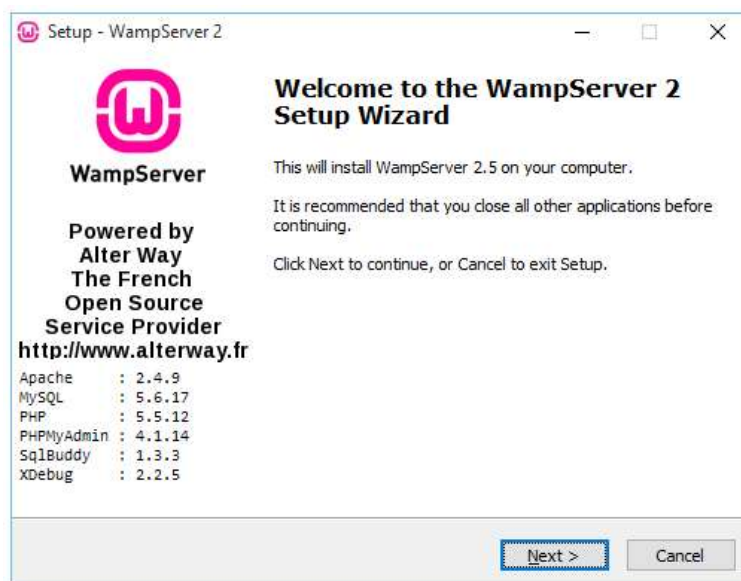 Setup - WampServer 2
WampServer
Powered by
Alter Way
The French
Open Source
Service Provider
http://www.alterway.fr
Apache : 2.4.9
MySQL : 5.6.17
PHP : 5.5.12
PHPMyAdmin : 4.1.14
SqlBuddy : 1.3.3
XDebug : 2.2.5
Welcome to the WampServer 2
Setup Wizard
This will install WampServer 2.5 on your computer.
It is recommended that you close all other applications before
continuing.
Click Next to continue, or Cancel to exit Setup.
Next >
Cancel